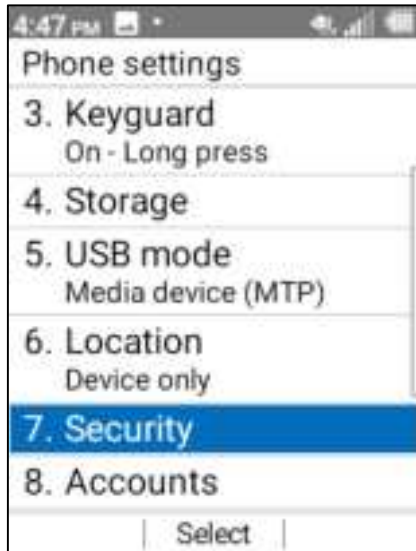 4:47 PM
Phone settings
3. Keyguard
On - Long press
4. Storage
5. USB mode
Media device (MTP)
6. Location
Device only
7. Security
8. Accounts
Select